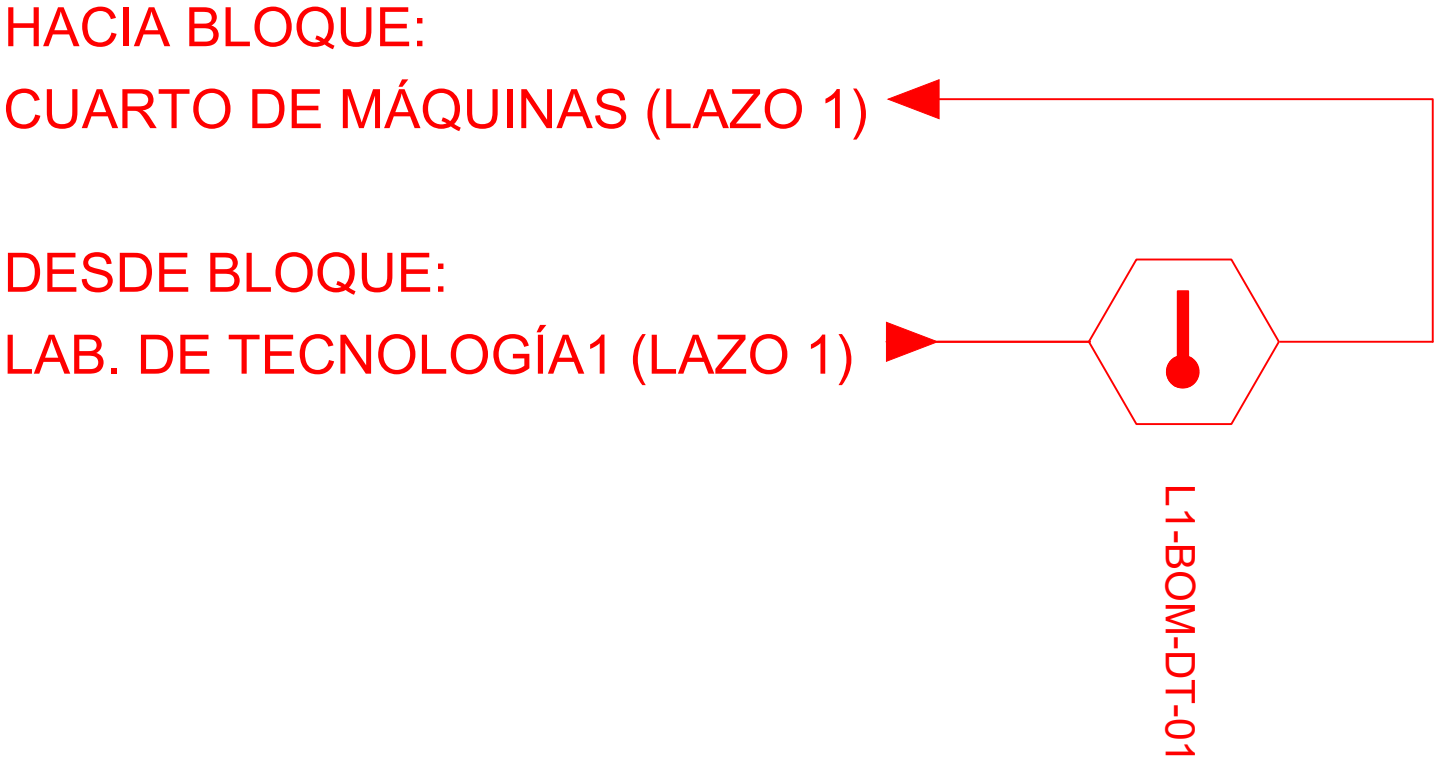 HACIA BLOQUE:
CUARTO DE MÁQUINAS (LAZO 1)
DESDE BLOQUE:
LAB. DE TECNOLOGÍA1 (LAZO 1)
L1-BOM-DT-01